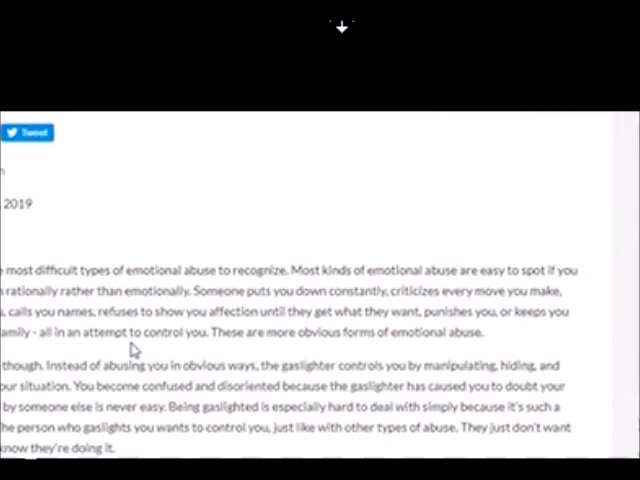 Tweet
2019
most difficult types of emotional abuse to recognize. Most kinds of emotional abuse are easy to spot if you
rationally rather than emotionally. Someone puts you down constantly, criticizes every move you make,
calls you names, refuses to show you affection until they get what they want, punishes you, or keeps you
amily - all in an attempt to control you. These are more obvious forms of emotional abuse.
though. Instead of abusing you in obvious ways, the gaslighter controls you by manipulating, hiding, and
our situation. You become confused and disoriented because the gaslighter has caused you to doubt your
by someone else is never easy. Being gaslighted is especially hard to deal with simply because it's such a
he person who gaslights you wants to control you, just like with other types of abuse. They just don't want
know they're doing it.